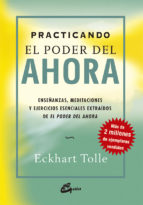 PRACTICANDO
EL PODER DEL
AHORA
ENSEÑANZAS, MEDITACIONES
Y EJERCICIOS ESENCIALES EXTRAÍDOS
DE EL PODER DEL AHORA
Más de
2 millones
de ejemplares
vendidos
Eckhart Tolle
Gaia